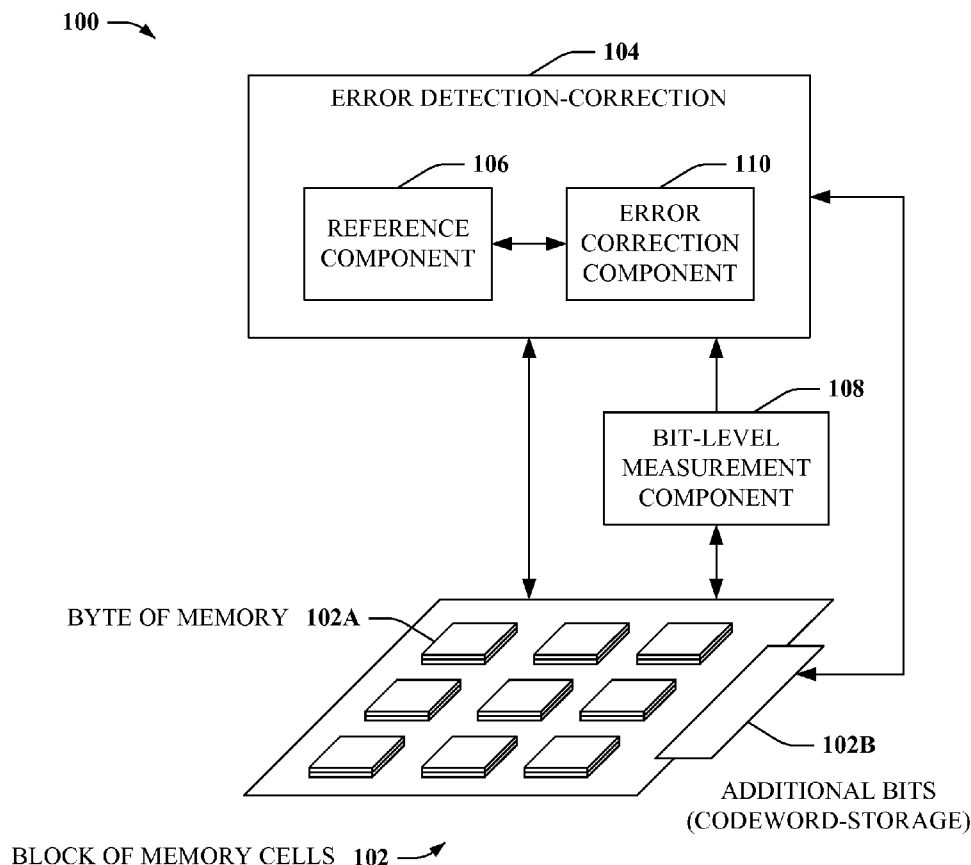 100
104
ERROR DETECTION-CORRECTION
106
110
REFERENCE
COMPONENT
ERROR
CORRECTION
COMPONENT
108
BIT-LEVEL
MEASUREMENT
COMPONENT
BYTE OF MEMORY 102A
102B
ADDITIONAL BITS
(CODEWORD-STORAGE)
BLOCK OF MEMORY CELLS 102